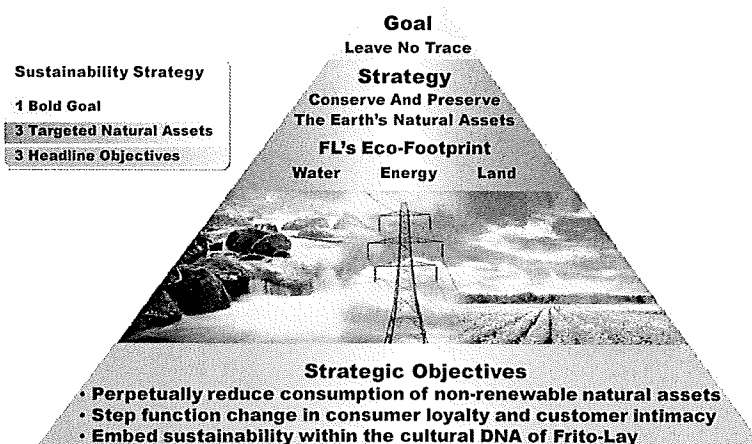 Goal
Leave No Trace
Sustainability Strategy
1 Bold Goal
3 Targeted Natural Assets
3 Headline Objectives
Strategy
Conserve And Preserve
The Earth's Natural Assets
FL's Eco-Footprint
Water Energy Land
Strategic Objectives
• Perpetually reduce consumption of non-renewable natural assets
• Step function change in consumer loyalty and customer intimacy
• Embed sustainability within the cultural DNA of Frito-Lay